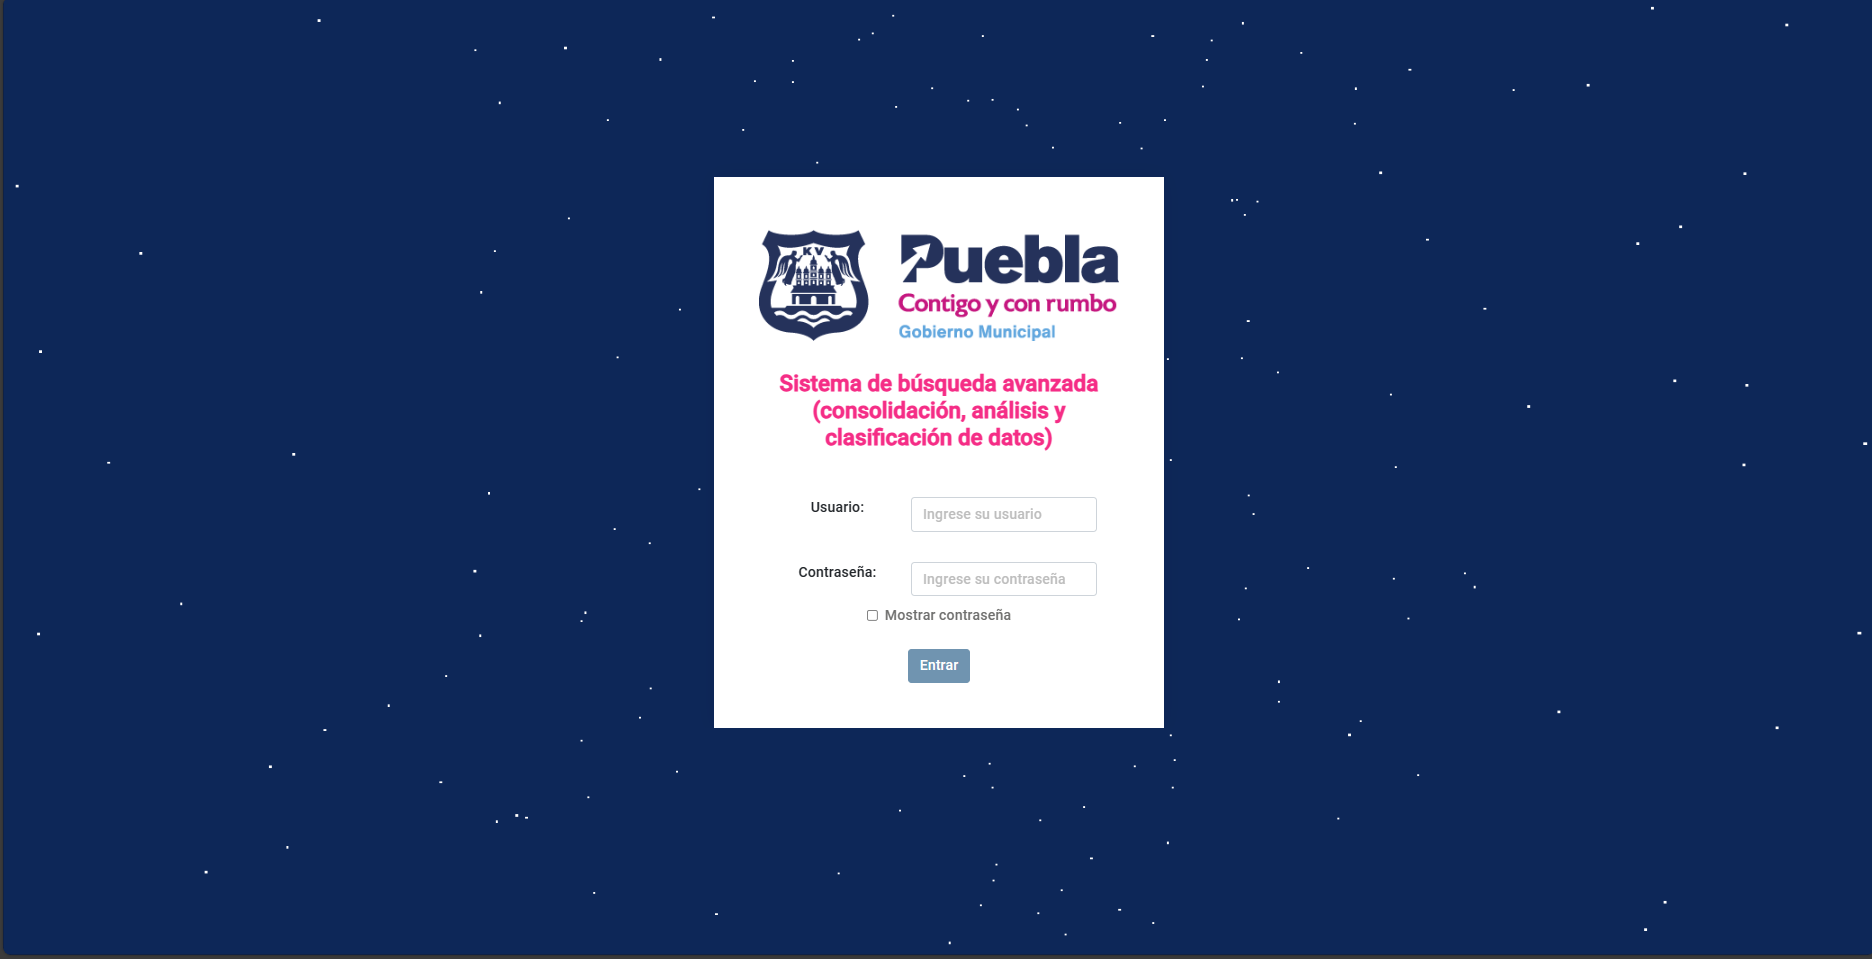 KV
Puebla
Contigo y con rumbo
Gobierno Municipal
Sistema de búsqueda avanzada
(consolidación, análisis y
clasificación de datos)
Usuario:
Ingrese su usuario
Contraseña:
Ingrese su contraseña
Mostrar contraseña
Entrar